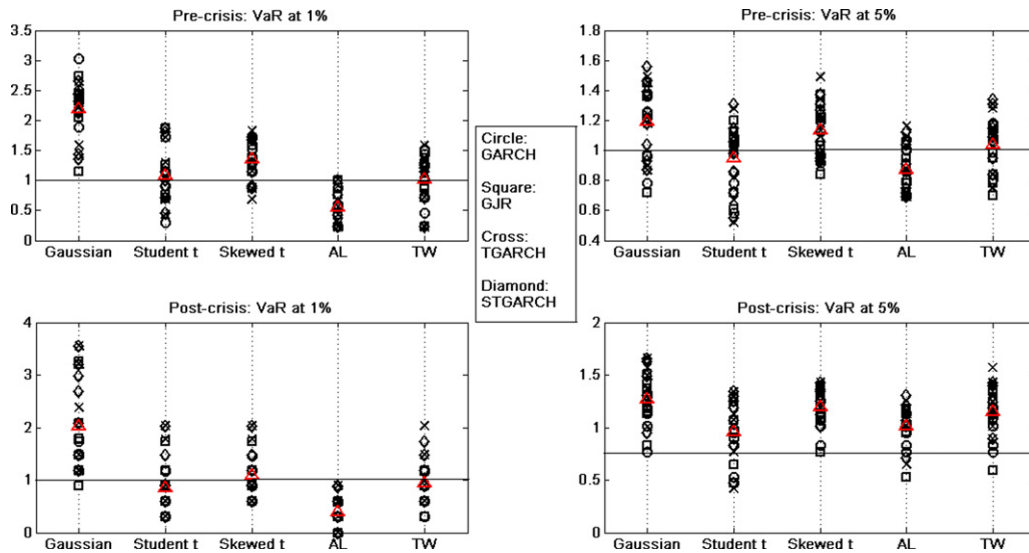 Pre-crisis: VaR at 1%
3.5
3
2.5
2
1.5
1
0.5
0
Gaussian Student t Skewed t AL TW
Pre-crisis: VaR at 5%
1.8
1.6
1.4
1.2
1
0.8
0.6
0.4
Gaussian Student t Skewed t AL TW
Circle:
GARCH
Square:
GJR
Cross:
TGARCH
Diamond:
STGARCH
Post-crisis: VaR at 1%
4
3
2
1
0
Gaussian Student t Skewed t AL TW
Post-crisis: VaR at 5%
2
1.5
1
0.5
0
Gaussian Student t Skewed t AL TW